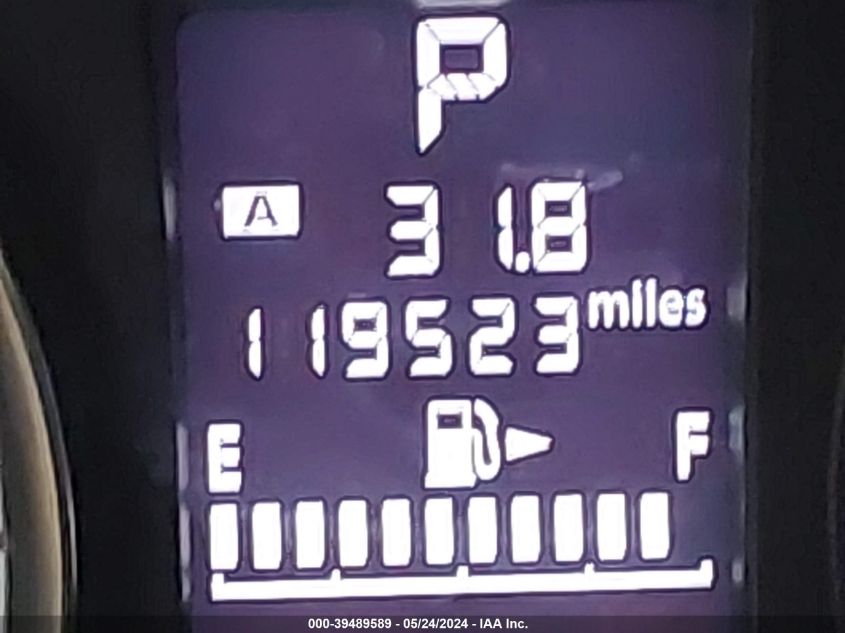 P
A 31.8
119523 miles
E F
000-39489589 - 05/24/2024 - IAA Inc.